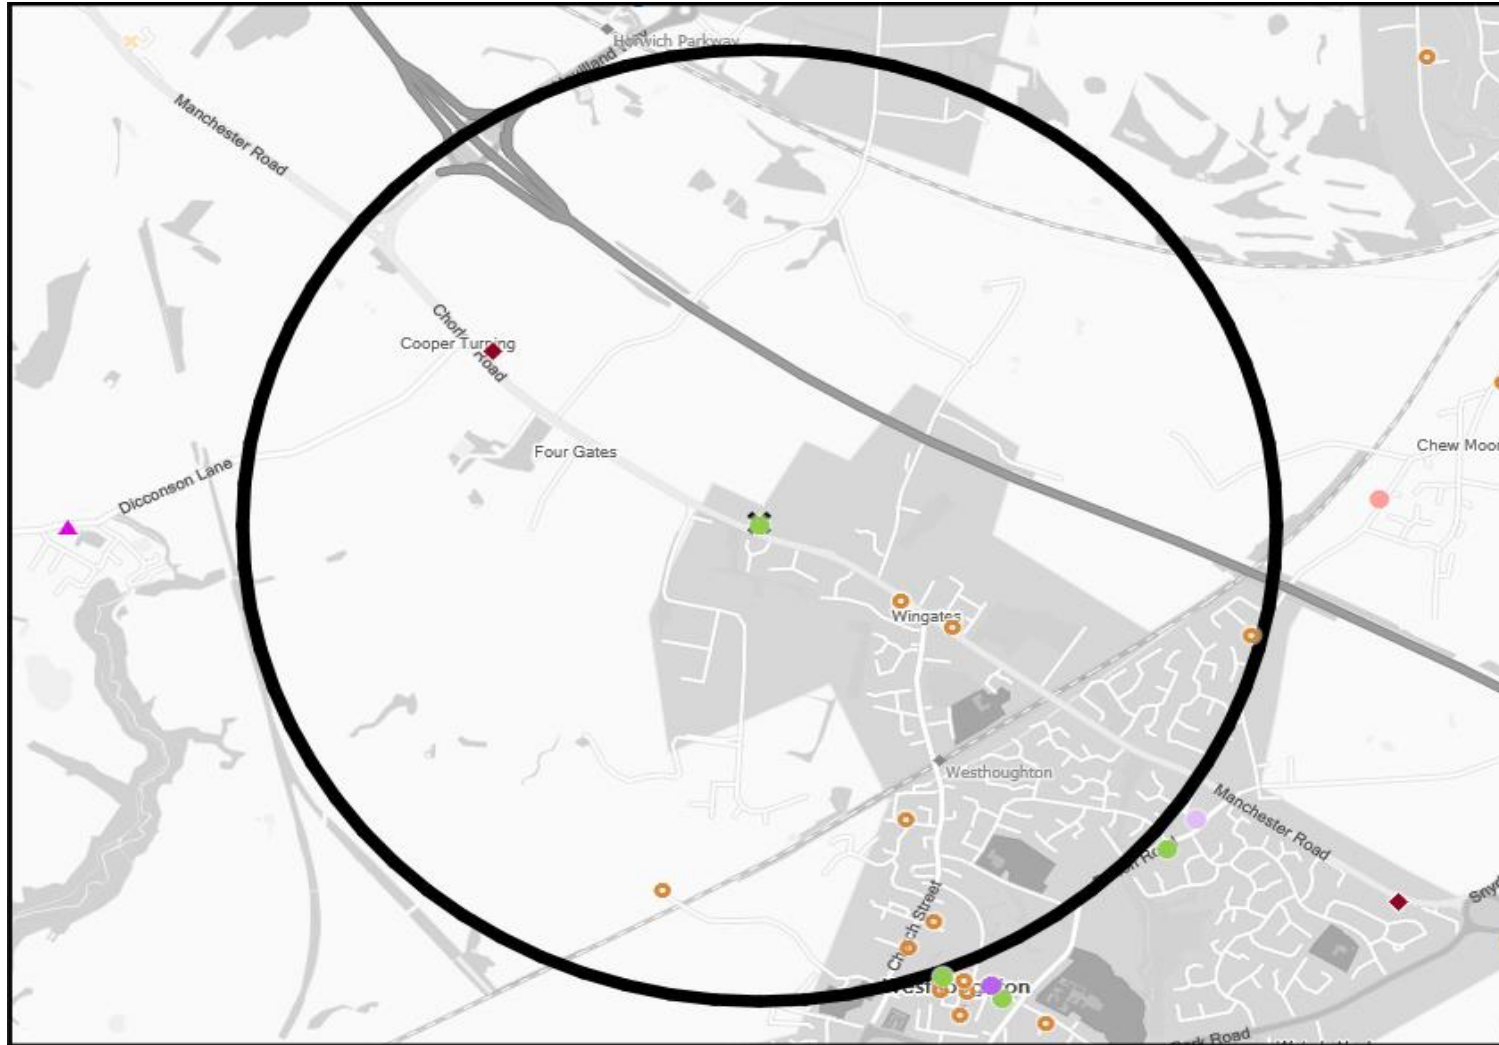 Horwich Parkway
Manchester Road
Chorley Road
Cooper Turning
Four Gates
Dicconson Lane
Chew Moor
Wingates
Westhoughton
Manchester Road
Church Street
Westhoughton
Park Road